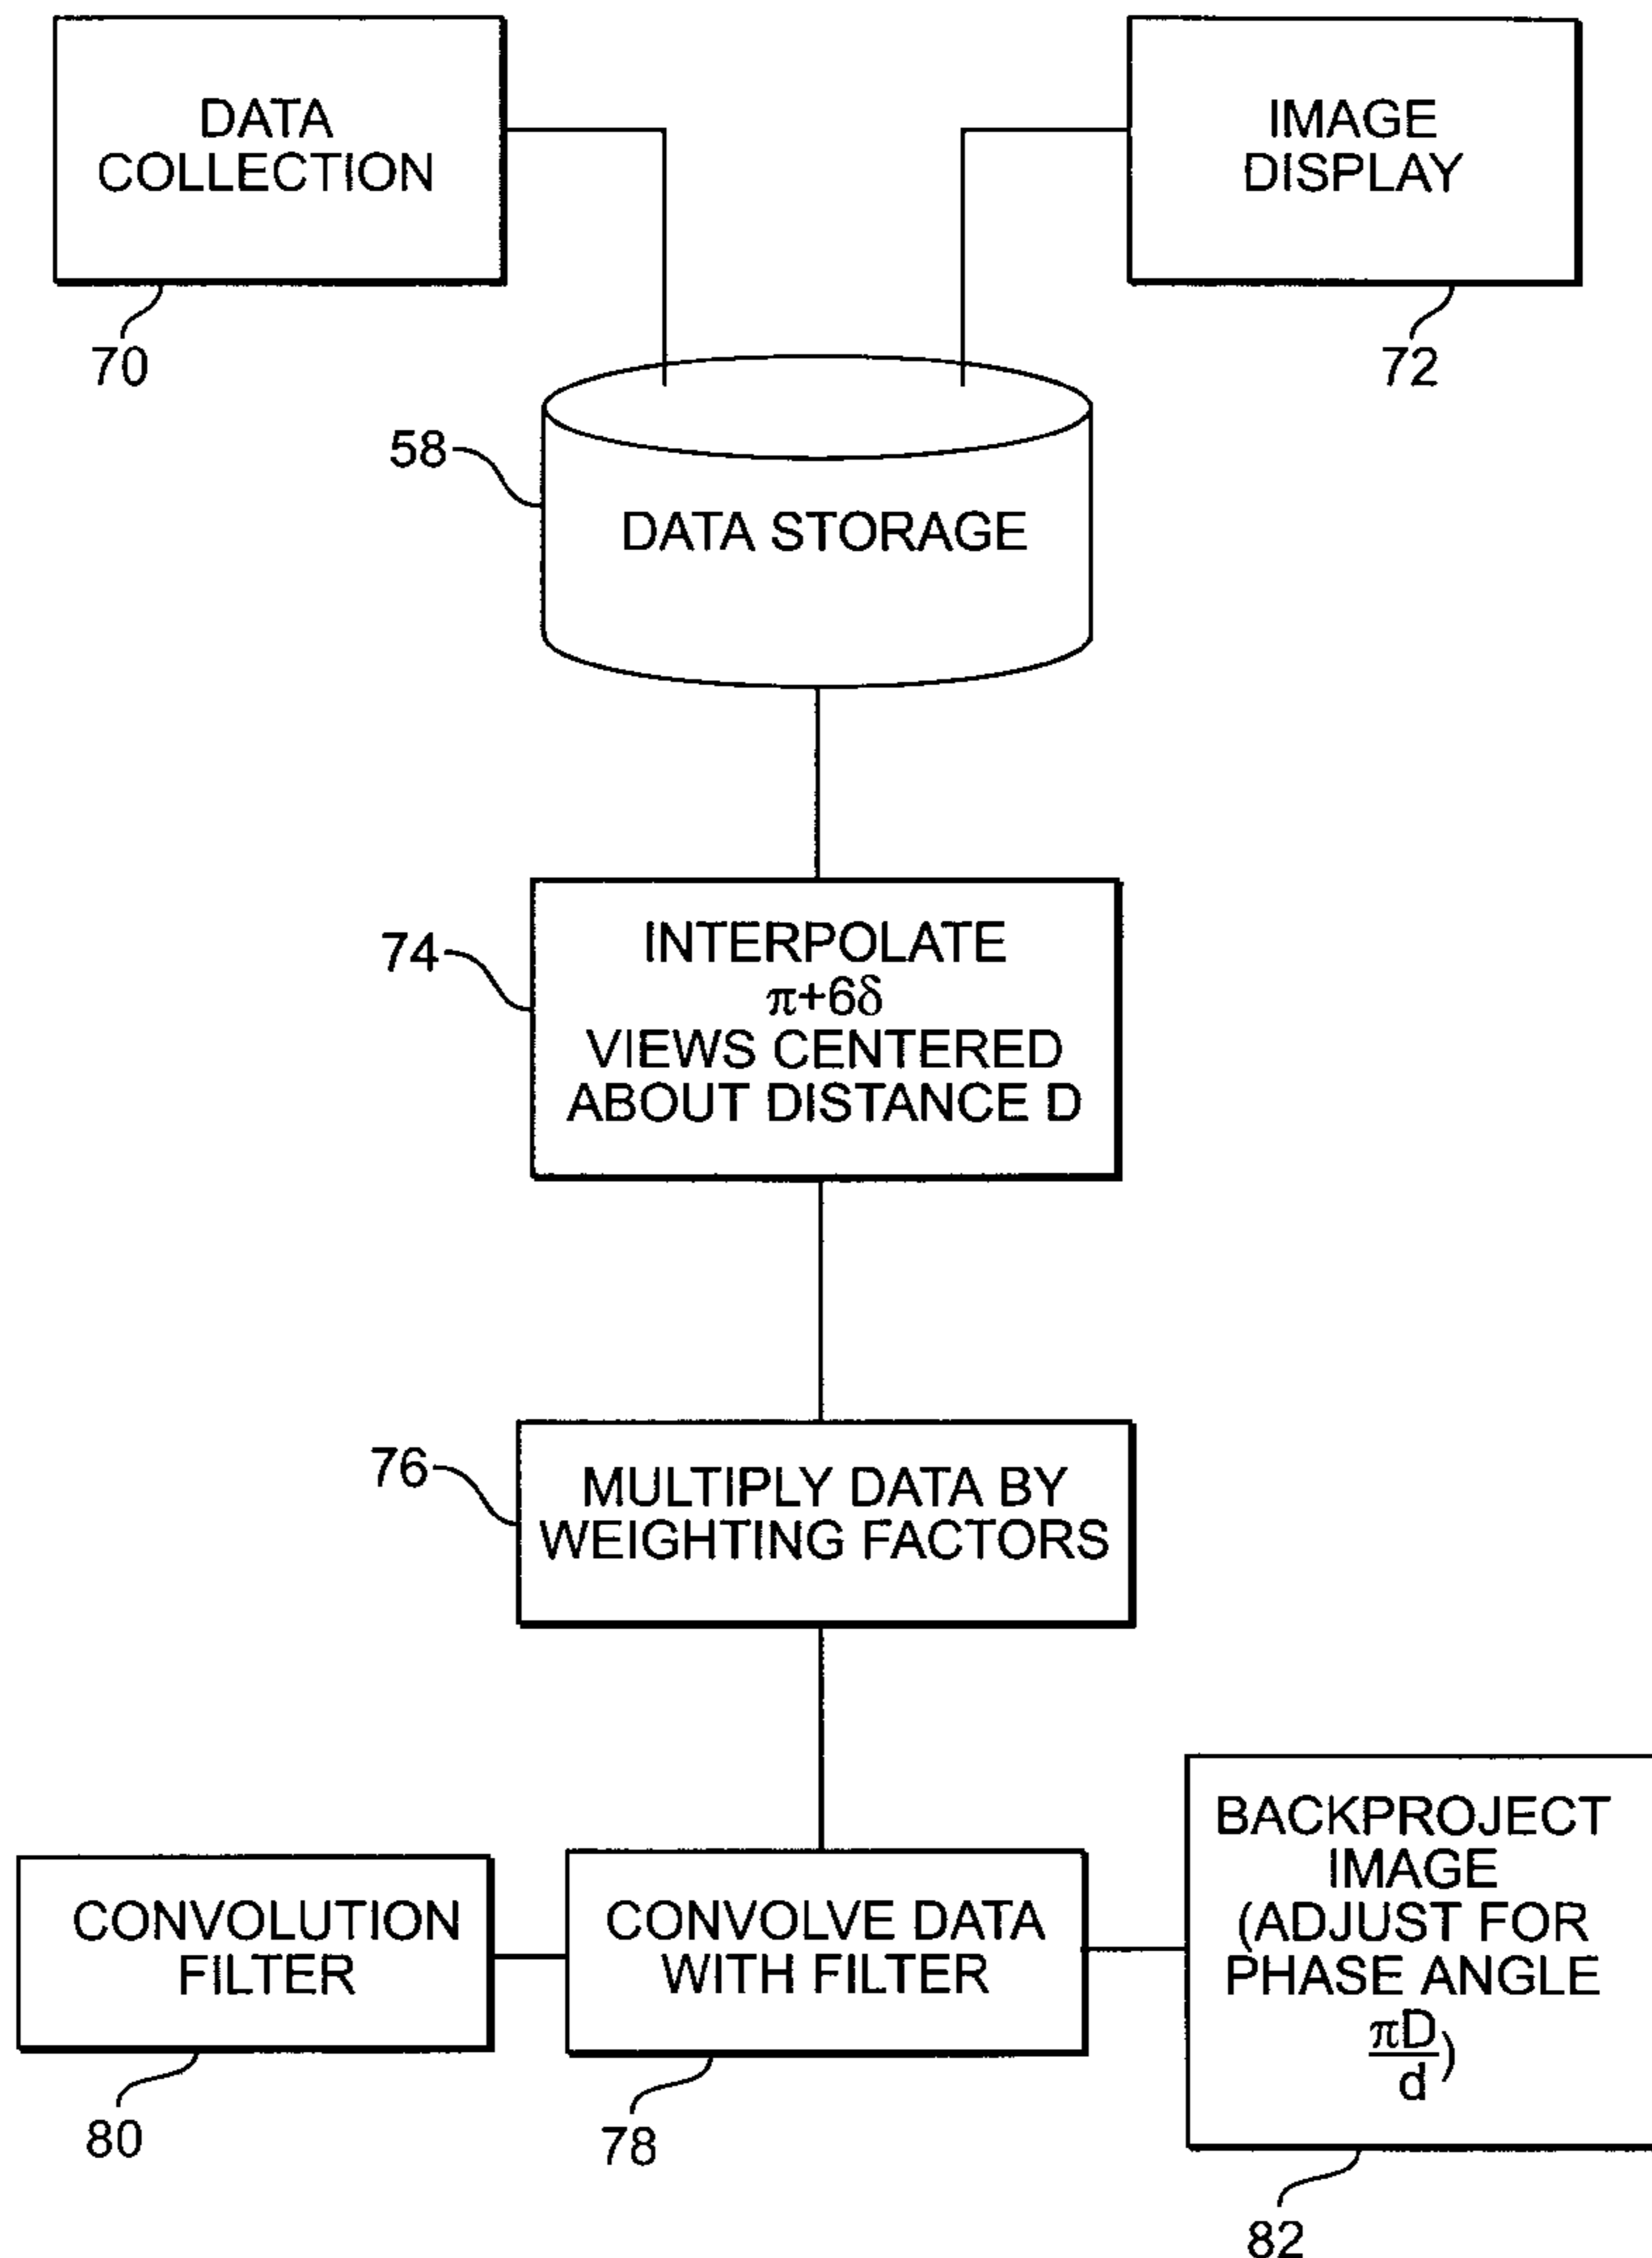 DATA
COLLECTION
70
IMAGE
DISPLAY
72
58
DATA STORAGE
74
INTERPOLATE
π+6δ
VIEWS CENTERED
ABOUT DISTANCE D
76
MULTIPLY DATA BY
WEIGHTING FACTORS
CONVOLUTION
FILTER
80
CONVOLVE DATA
WITH FILTER
78
BACKPROJECT
IMAGE
(ADJUST FOR
PHASE ANGLE
πD
d)
82